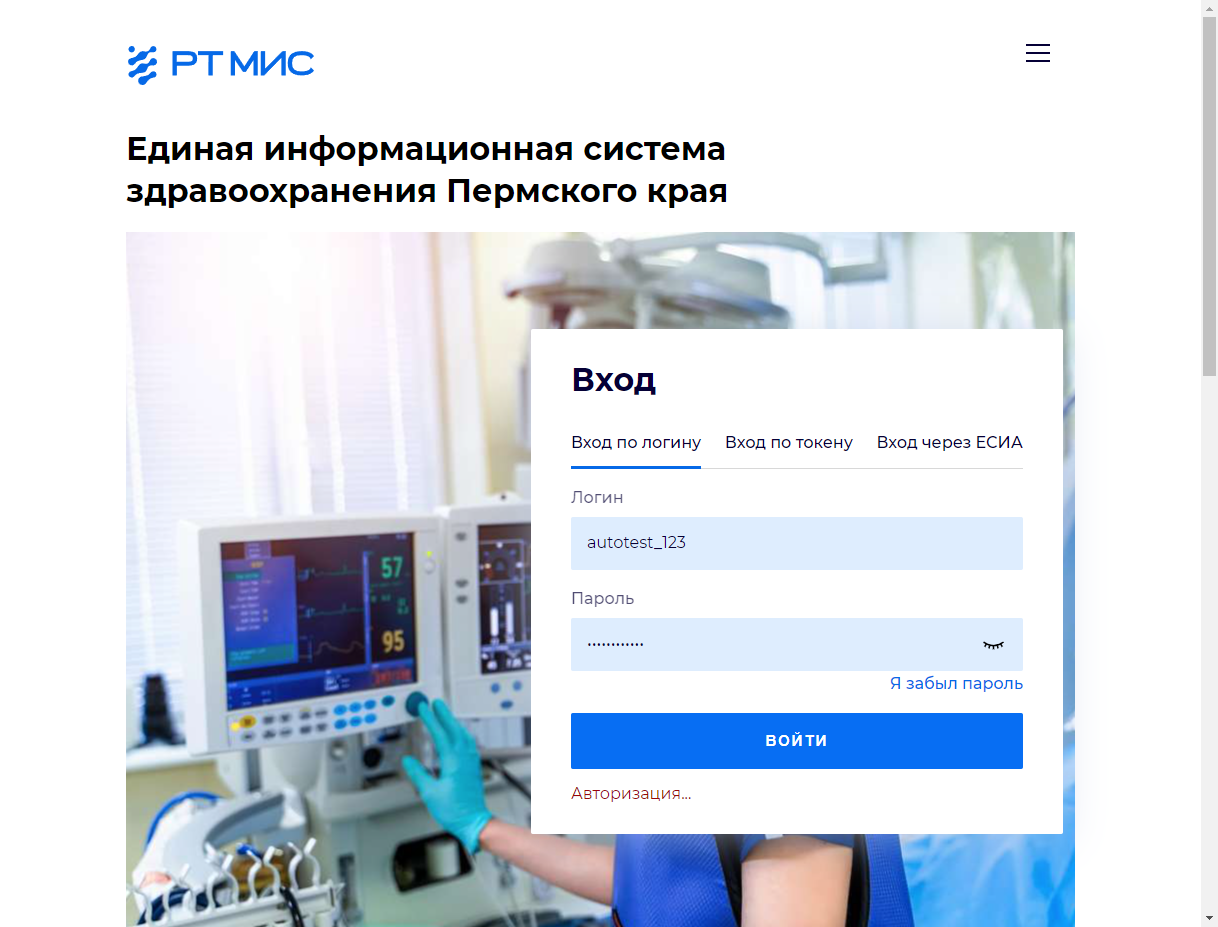 РТ МИС
Единая информационная система
здравоохранения Пермского края
Вход
Вход по логину Вход по токену Вход через ЕСИА
Логин
autotest_123
Пароль
••••••••••••
Я забыл пароль
ВОЙТИ
Авторизация...
57
95